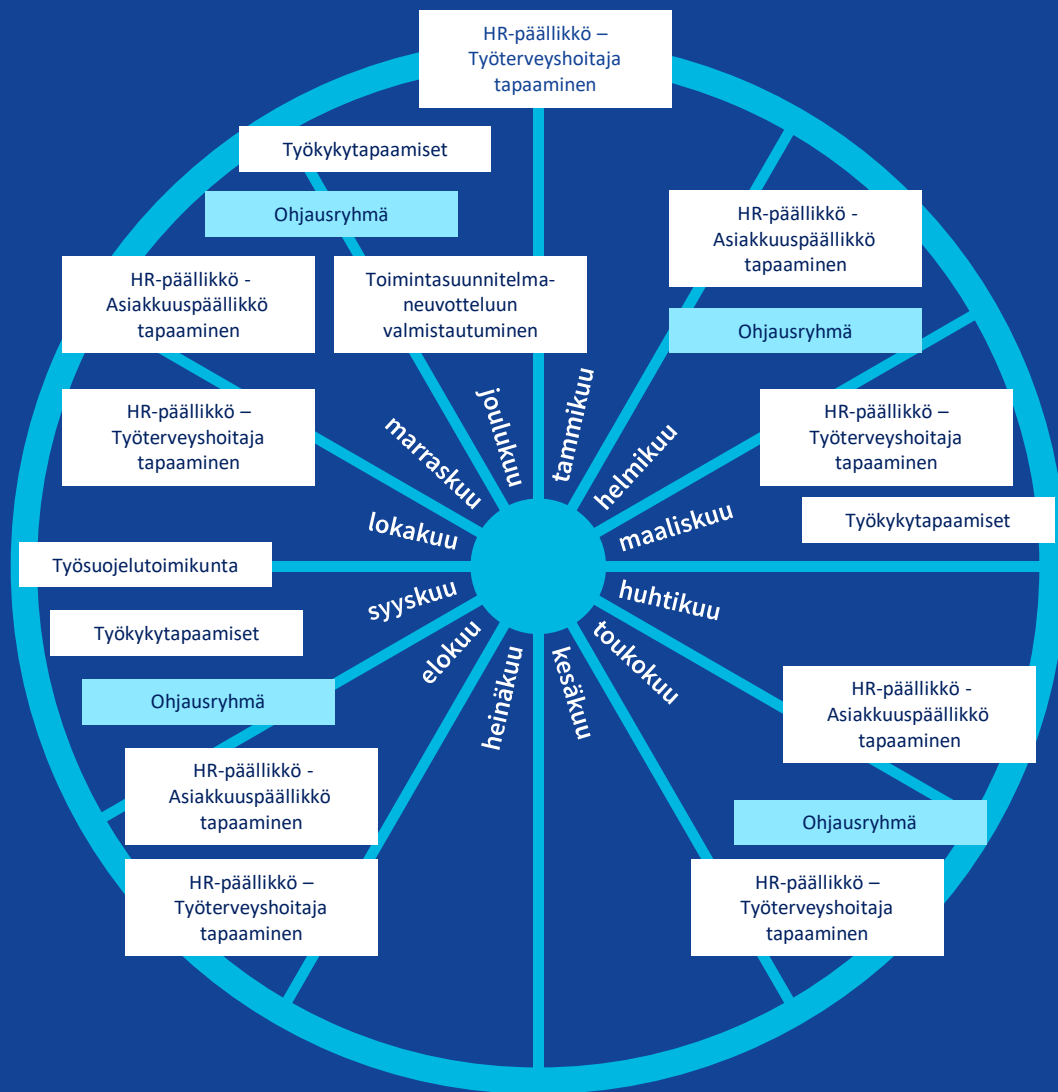 HR-päällikkö –
Työterveyshoitaja
tapaaminen
Työkykytapaamiset
Ohjausryhmä
HR-päällikkö -
Asiakkuuspäällikkö
tapaaminen
Toimintasuunnitelma-
neuvotteluun
valmistautuminen
HR-päällikkö -
Asiakkuuspäällikkö
tapaaminen
Ohjausryhmä
HR-päällikkö –
Työterveyshoitaja
tapaaminen
HR-päällikkö –
Työterveyshoitaja
tapaaminen
Työkykytapaamiset
tammikuu
helmikuu
maaliskuu
huhtikuu
toukokuu
kesäkuu
heinäkuu
elokuu
syyskuu
lokakuu
marraskuu
joulukuu
Työsuojelutoimikunta
Työkykytapaamiset
Ohjausryhmä
HR-päällikkö -
Asiakkuuspäällikkö
tapaaminen
HR-päällikkö –
Työterveyshoitaja
tapaaminen
HR-päällikkö -
Asiakkuuspäällikkö
tapaaminen
Ohjausryhmä
HR-päällikkö –
Työterveyshoitaja
tapaaminen